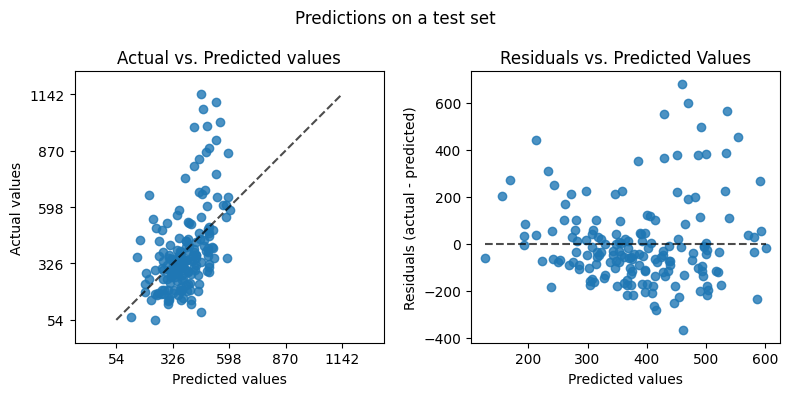 Predictions on a test set
Actual vs. Predicted values
Actual values
1142
870
598
326
54
54 326 598 870 1142
Predicted values
Residuals vs. Predicted Values
Residuals (actual - predicted)
600
400
200
0
−200
−400
200 300 400 500 600
Predicted values